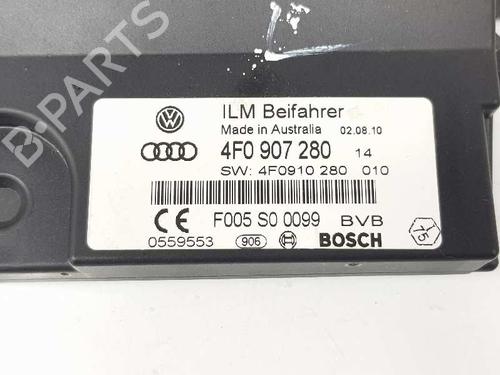 B-PARTS
ILM Beifahrer
Made in Australia 02.08.10
4F0 907 280 14
SW: 4F0910 280 010
F005 S0 0099 BVB
0559553 906 BOSCH 15